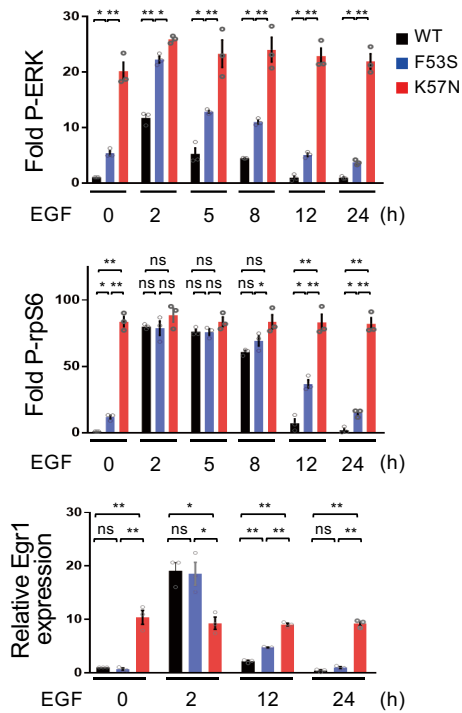 * ** ** * * ** * ** * ** * **
WT
F53S
K57N
30
20
10
0
Fold P-ERK
EGF 0 2 5 8 12 24 (h)
** ns ns ns ** **
* ** ns ns ns ns ns * * ** * **
100
50
0
Fold P-rpS6
EGF 0 2 5 8 12 24 (h)
** * ** **
ns ** ns * ** ** ns **
30
20
10
0
Relative Egr1
expression
EGF 0 2 12 24 (h)